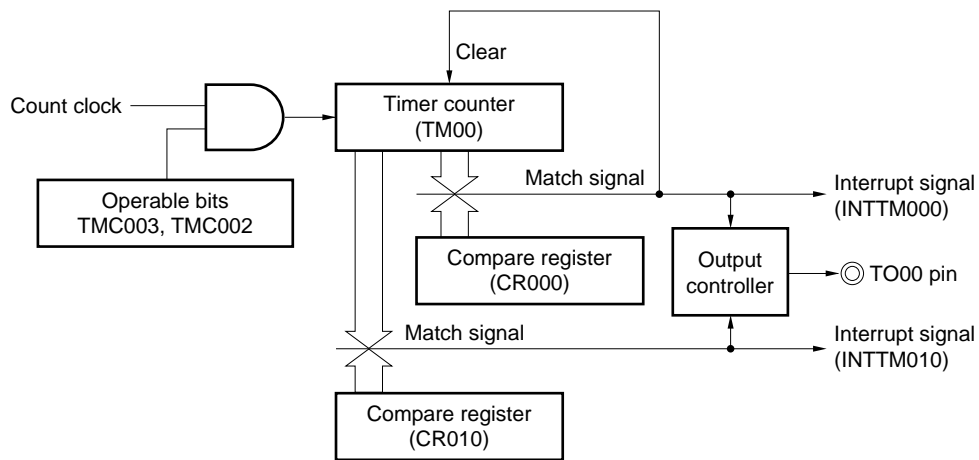 Clear
Count clock
Timer counter
(TM00)
Operable bits
TMC003, TMC002
Match signal
Interrupt signal
(INTTM000)
Compare register
(CR000)
Output
controller
TO00 pin
Match signal
Interrupt signal
(INTTM010)
Compare register
(CR010)